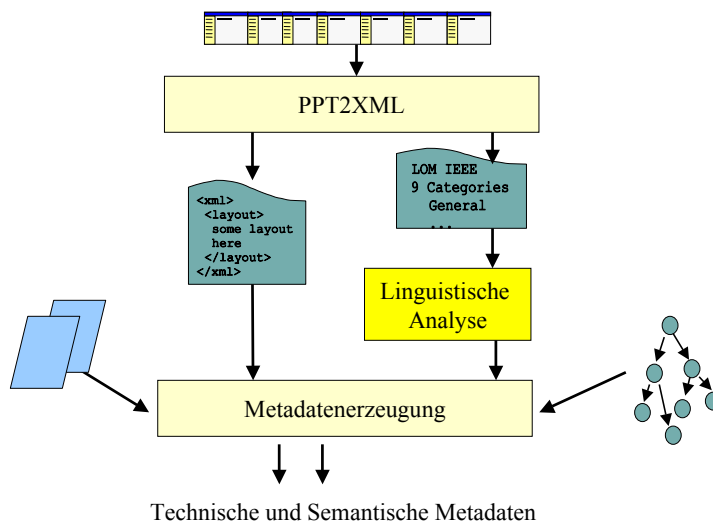 PPT2XML
<xml>
<layout>
some layout
here
</layout>
</xml>
LOM IEEE
9 Categories
General
...
Linguistische
Analyse
Metadatenerzeugung
Technische und Semantische Metadaten